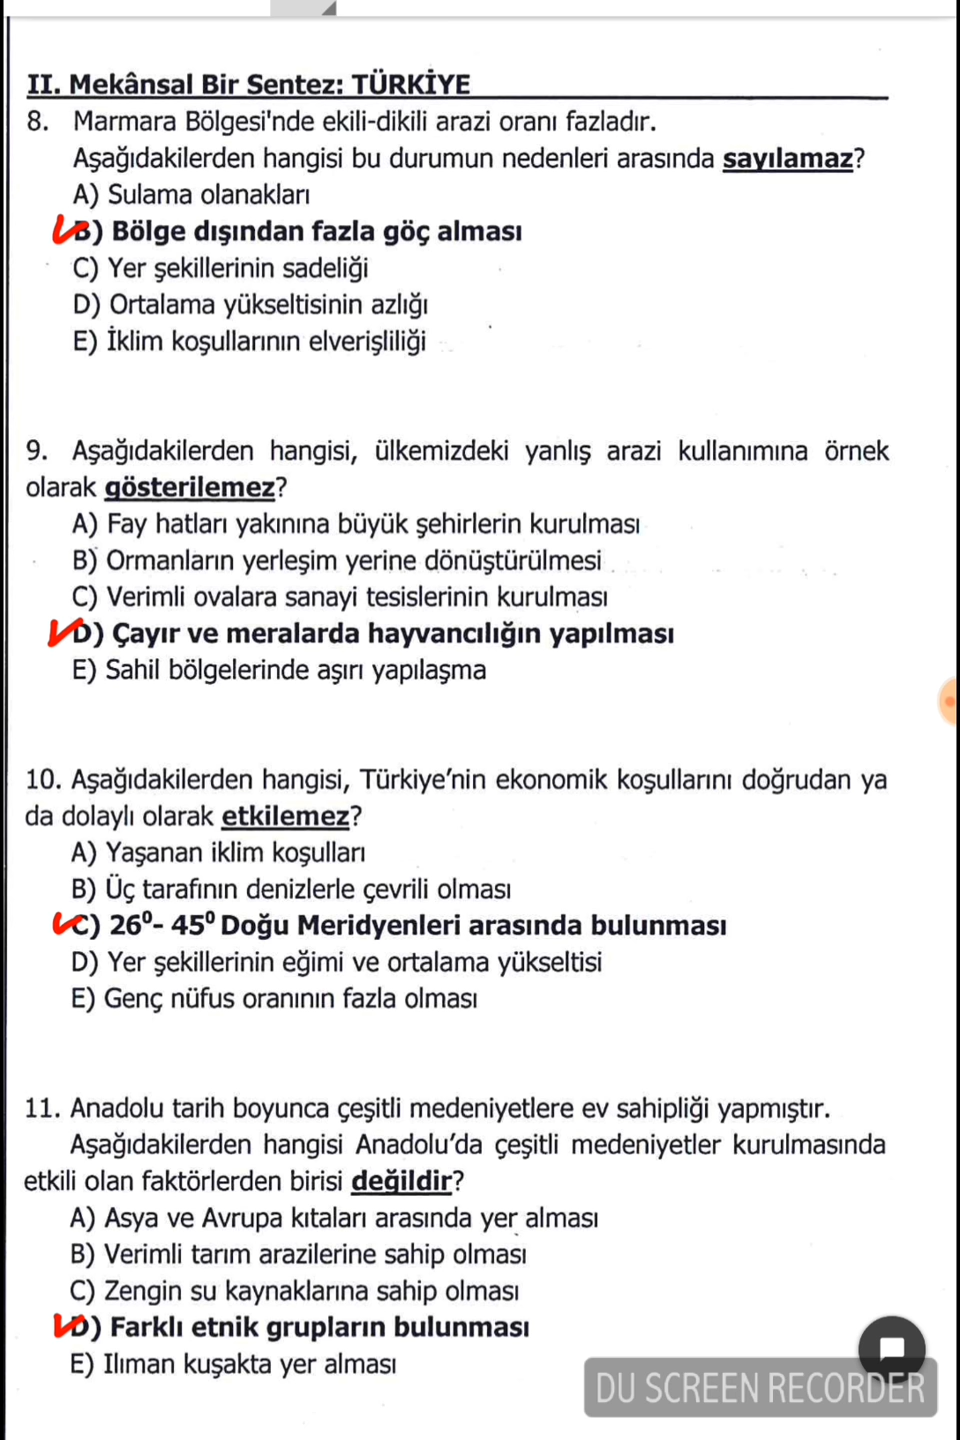 II. Mekânsal Bir Sentez: TÜRKİYE
8. Marmara Bölgesi'nde ekili-dikili arazi oranı fazladır.
Aşağıdakilerden hangisi bu durumun nedenleri arasında sayılamaz?
A) Sulama olanakları
B) Bölge dışından fazla göç alması
C) Yer şekillerinin sadeliği
D) Ortalama yükseltisinin azlığı
E) İklim koşullarının elverişliliği
9. Aşağıdakilerden hangisi, ülkemizdeki yanlış arazi kullanımına örnek
olarak gösterilemez?
A) Fay hatları yakınına büyük şehirlerin kurulması
B) Ormanların yerleşim yerine dönüştürülmesi
C) Verimli ovalara sanayi tesislerinin kurulması
D) Çayır ve meralarda hayvancılığın yapılması
E) Sahil bölgelerinde aşırı yapılaşma
10. Aşağıdakilerden hangisi, Türkiye’nin ekonomik koşullarını doğrudan ya
da dolaylı olarak etkilemez?
A) Yaşanan iklim koşulları
B) Üç tarafının denizlerle çevrili olması
C) 26⁰- 45⁰ Doğu Meridyenleri arasında bulunması
D) Yer şekillerinin eğimi ve ortalama yükseltisi
E) Genç nüfus oranının fazla olması
11. Anadolu tarih boyunca çeşitli medeniyetlere ev sahipliği yapmıştır.
Aşağıdakilerden hangisi Anadolu’da çeşitli medeniyetler kurulmasında
etkili olan faktörlerden birisi değildir?
A) Asya ve Avrupa kıtaları arasında yer alması
B) Verimli tarım arazilerine sahip olması
C) Zengin su kaynaklarına sahip olması
D) Farklı etnik grupların bulunması
E) Ilıman kuşakta yer alması
DU SCREEN RECORDER